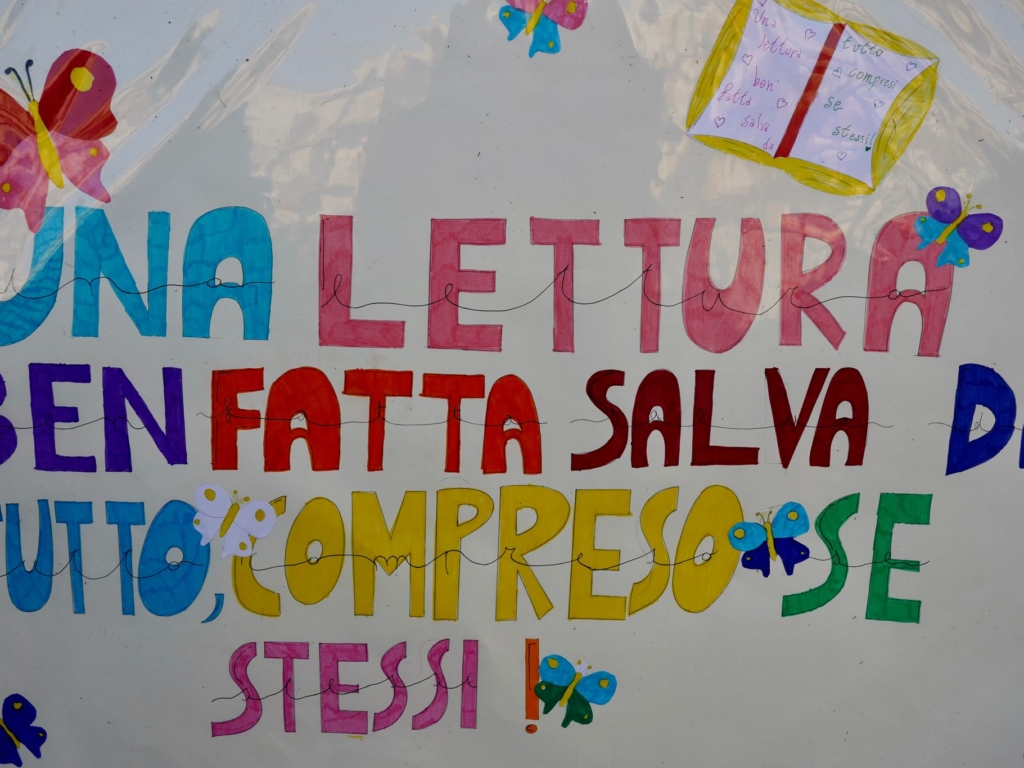 Una
lettura
ben
fatta
salva
da
tutto
compresi
se
stessi!
UNA LETTURA
BEN FATTA SALVA DA
TUTTO, COMPRESO SE
STESSI !